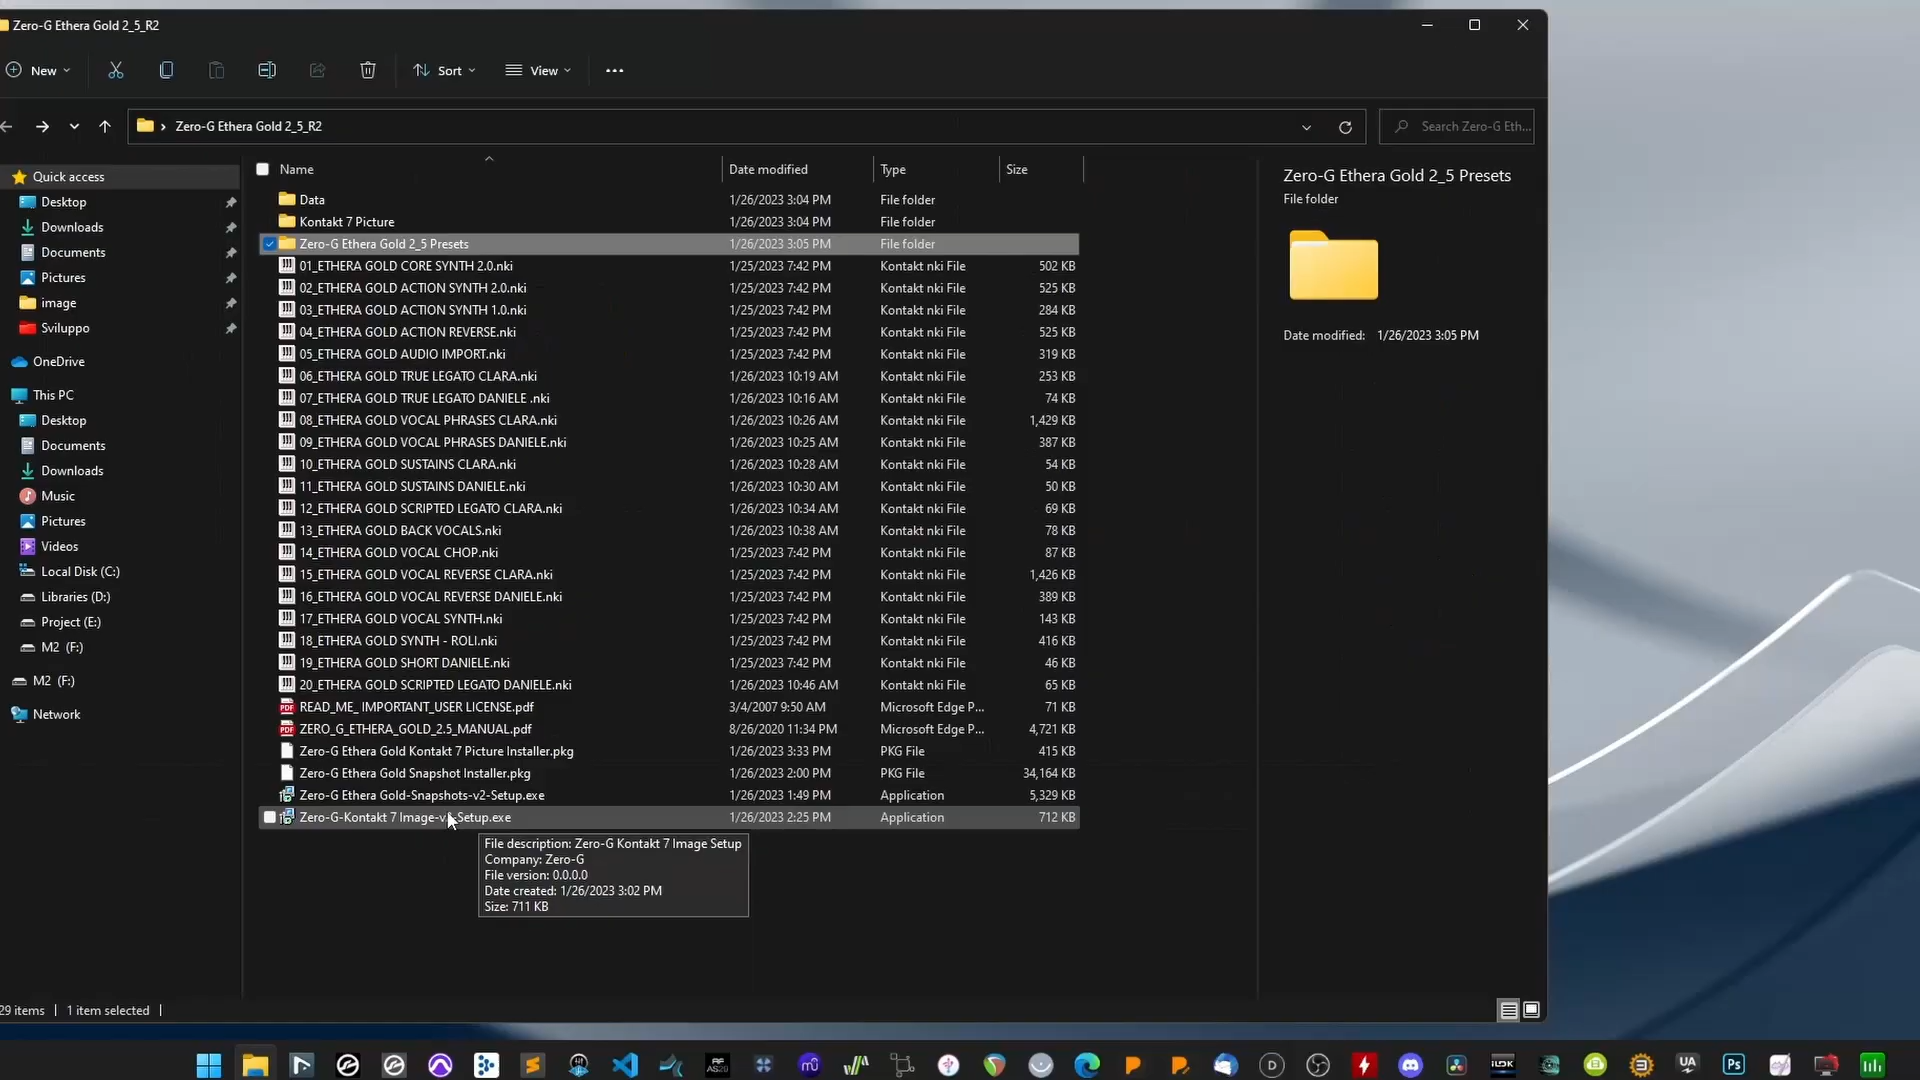 Zero-G Ethera Gold 2_5_R2
New
Sort
View
Zero-G Ethera Gold 2_5_R2
Search Zero-G Eth...
Quick access
Desktop
Downloads
Documents
Pictures
image
Sviluppo
OneDrive
This PC
Desktop
Documents
Downloads
Music
Pictures
Videos
Local Disk (C:)
Libraries (D:)
Project (E:)
M2 (F:)
M2 (F:)
Network
Name Date modified Type Size
Data 1/26/2023 3:04 PM File folder
Kontakt 7 Picture 1/26/2023 3:04 PM File folder
Zero-G Ethera Gold 2_5 Presets 1/26/2023 3:05 PM File folder
01_ETHERA GOLD CORE SYNTH 2.0.nki 1/25/2023 7:42 PM Kontakt nki File 502 KB
02_ETHERA GOLD ACTION SYNTH 2.0.nki 1/25/2023 7:42 PM Kontakt nki File 525 KB
03_ETHERA GOLD ACTION SYNTH 1.0.nki 1/25/2023 7:42 PM Kontakt nki File 284 KB
04_ETHERA GOLD ACTION REVERSE.nki 1/25/2023 7:42 PM Kontakt nki File 525 KB
05_ETHERA GOLD AUDIO IMPORT.nki 1/25/2023 7:42 PM Kontakt nki File 319 KB
06_ETHERA GOLD TRUE LEGATO CLARA.nki 1/26/2023 10:19 AM Kontakt nki File 253 KB
07_ETHERA GOLD TRUE LEGATO DANIELE .nki 1/26/2023 10:16 AM Kontakt nki File 74 KB
08_ETHERA GOLD VOCAL PHRASES CLARA.nki 1/26/2023 10:26 AM Kontakt nki File 1,429 KB
09_ETHERA GOLD VOCAL PHRASES DANIELE.nki 1/26/2023 10:25 AM Kontakt nki File 387 KB
10_ETHERA GOLD SUSTAINS CLARA.nki 1/26/2023 10:28 AM Kontakt nki File 54 KB
11_ETHERA GOLD SUSTAINS DANIELE.nki 1/26/2023 10:30 AM Kontakt nki File 50 KB
12_ETHERA GOLD SCRIPTED LEGATO CLARA.nki 1/26/2023 10:34 AM Kontakt nki File 69 KB
13_ETHERA GOLD BACK VOCALS.nki 1/26/2023 10:38 AM Kontakt nki File 78 KB
14_ETHERA GOLD VOCAL CHOP.nki 1/25/2023 7:42 PM Kontakt nki File 87 KB
15_ETHERA GOLD VOCAL REVERSE CLARA.nki 1/25/2023 7:42 PM Kontakt nki File 1,426 KB
16_ETHERA GOLD VOCAL REVERSE DANIELE.nki 1/25/2023 7:42 PM Kontakt nki File 389 KB
17_ETHERA GOLD VOCAL SYNTH.nki 1/25/2023 7:42 PM Kontakt nki File 143 KB
18_ETHERA GOLD SYNTH - ROLI.nki 1/25/2023 7:42 PM Kontakt nki File 416 KB
19_ETHERA GOLD SHORT DANIELE.nki 1/25/2023 7:42 PM Kontakt nki File 46 KB
20_ETHERA GOLD SCRIPTED LEGATO DANIELE.nki 1/26/2023 10:46 AM Kontakt nki File 65 KB
READ_ME_ IMPORTANT_USER LICENSE.pdf 3/4/2007 9:50 AM Microsoft Edge P... 71 KB
ZERO_G_ETHERA_GOLD_2.5_MANUAL.pdf 8/26/2020 11:34 PM Microsoft Edge P... 4,721 KB
Zero-G Ethera Gold Kontakt 7 Picture Installer.pkg 1/26/2023 3:33 PM PKG File 415 KB
Zero-G Ethera Gold Snapshot Installer.pkg 1/26/2023 2:00 PM PKG File 34,164 KB
Zero-G Ethera Gold-Snapshots-v2-Setup.exe 1/26/2023 1:49 PM Application 5,329 KB
Zero-G-Kontakt 7 Image- Setup.exe 1/26/2023 2:25 PM Application 712 KB
File description: Zero-G Kontakt 7 Image Setup
Company: Zero-G
File version: 0.0.0.0
Date created: 1/26/2023 3:02 PM
Size: 711 KB
Zero-G Ethera Gold 2_5 Presets
File folder
Date modified: 1/26/2023 3:05 PM
29 items 1 item selected
UA
Ps